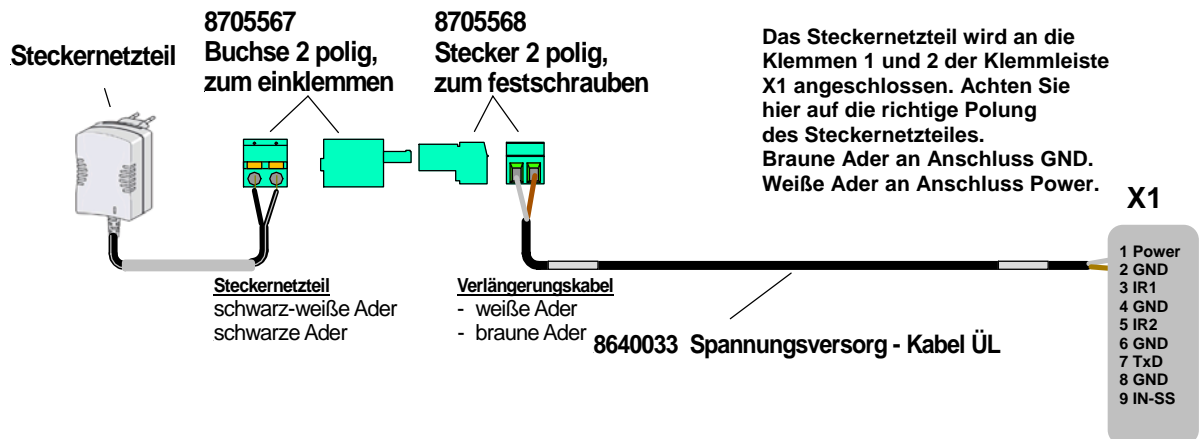 Steckernetzteil
8705567
Buchse 2 polig,
zum einklemmen
8705568
Stecker 2 polig,
zum festschrauben
Das Steckernetzteil wird an die
Klemmen 1 und 2 der Klemmleiste
X1 angeschlossen. Achten Sie
hier auf die richtige Polung
des Steckernetzteiles.
Braune Ader an Anschluss GND.
Weiße Ader an Anschluss Power.
X1
1 Power
2 GND
3 IR1
4 GND
5 IR2
6 GND
7 TxD
8 GND
9 IN-SS
Steckernetzteil
schwarz-weiße Ader
schwarze Ader
Verlängerungskabel
- weiße Ader
- braune Ader
8640033 Spannungsversorg - Kabel ÜL